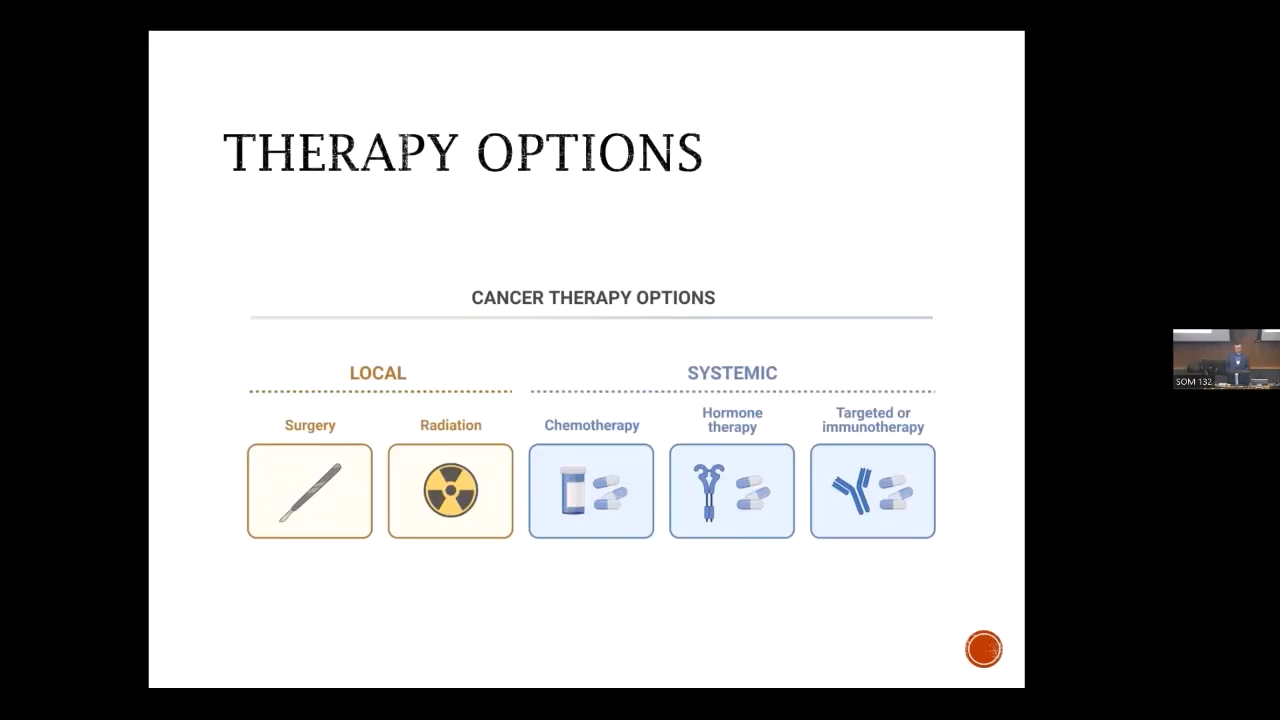 THERAPY OPTIONS
CANCER THERAPY OPTIONS
LOCAL
SYSTEMIC
Surgery
Radiation
Chemotherapy
Hormone
therapy
Targeted or
immunotherapy
SOM 132